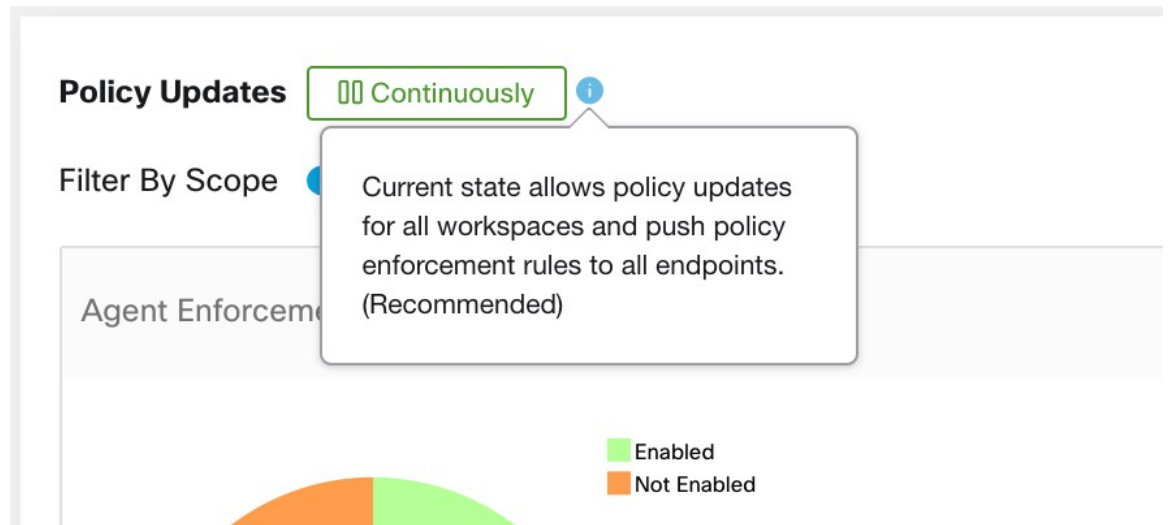 Policy Updates Continuously
Filter By Scope
Current state allows policy updates
for all workspaces and push policy
enforcement rules to all endpoints.
(Recommended)
Agent
Enabled
Not Enabled